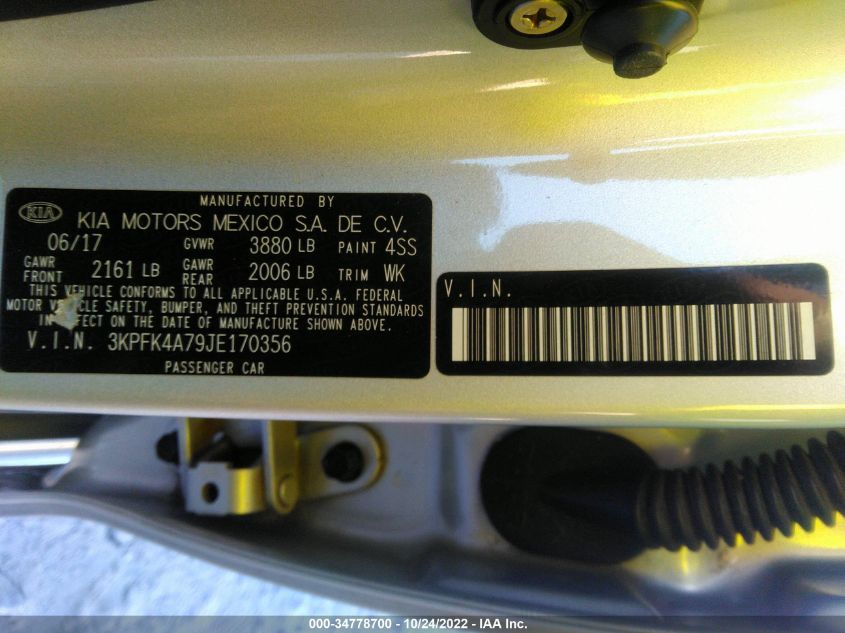 MANUFACTURED BY
KIA
KIA MOTORS MEXICO S.A. DE C.V.
06/17 GVWR 3880 LB PAINT 4SS
GAWR FRONT 2161 LB GAWR REAR 2006 LB TRIM WK
THIS VEHICLE CONFORMS TO ALL APPLICABLE U.S.A. FEDERAL
MOTOR VEHICLE SAFETY, BUMPER, AND THEFT PREVENTION STANDARDS
IN EFFECT ON THE DATE OF MANUFACTURE SHOWN ABOVE.
V.I.N. 3KPFK4A79JE170356
PASSENGER CAR
V.I.N.
000-34778700 - 10/24/2022 - IAA Inc.